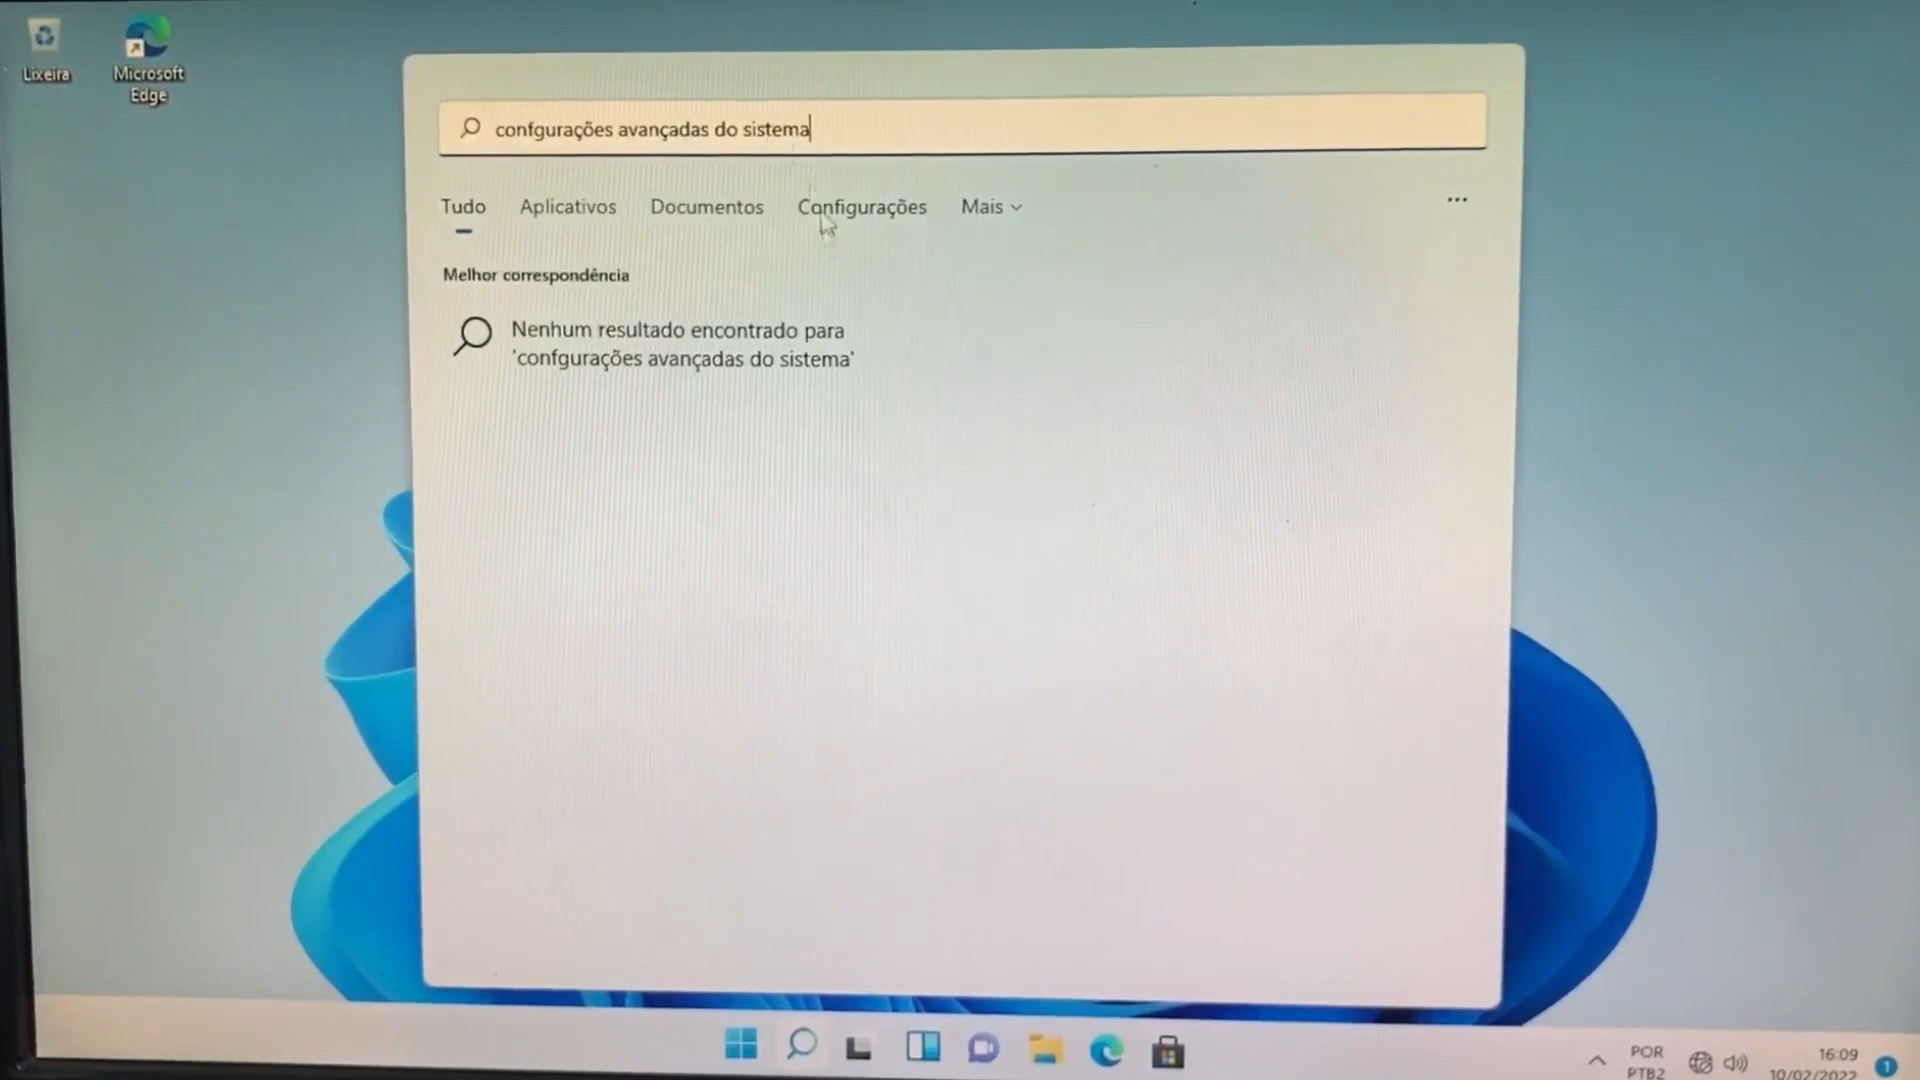 Lixeira
Microsoft
Edge
confgurações avançadas do sistema
Tudo
Aplicativos
Documentos
Configurações
Mais
Melhor correspondência
Nenhum resultado encontrado para
'confgurações avançadas do sistema'
POR
PTB2
16:09
10/02/2022
1